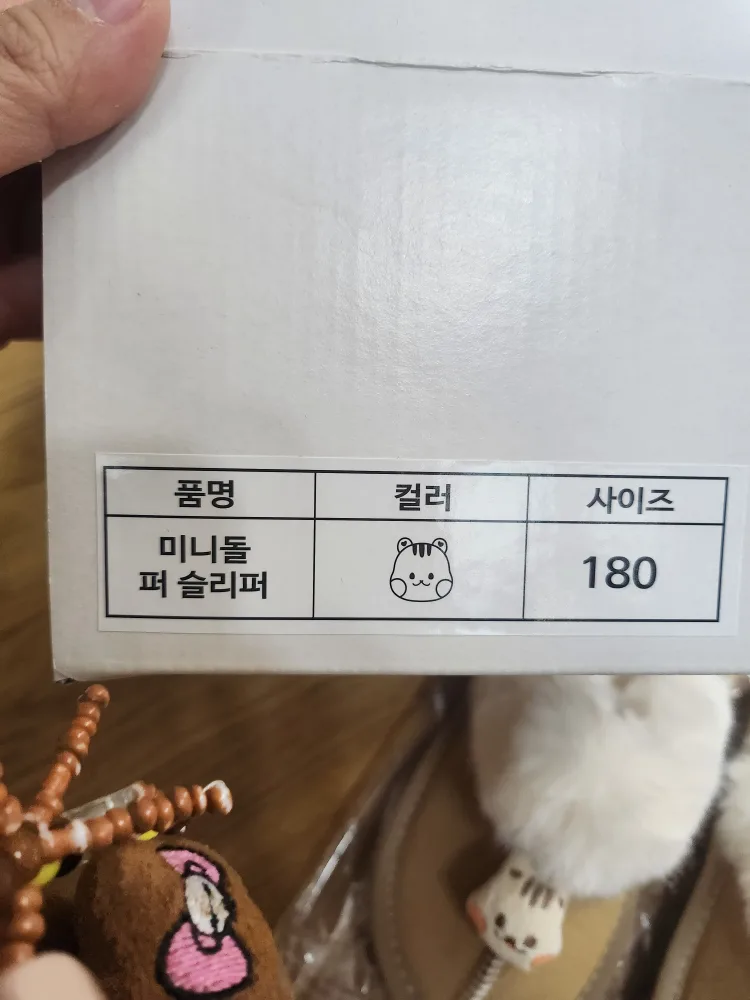 품명 컬러 사이즈
미니돌
퍼 슬리퍼
180